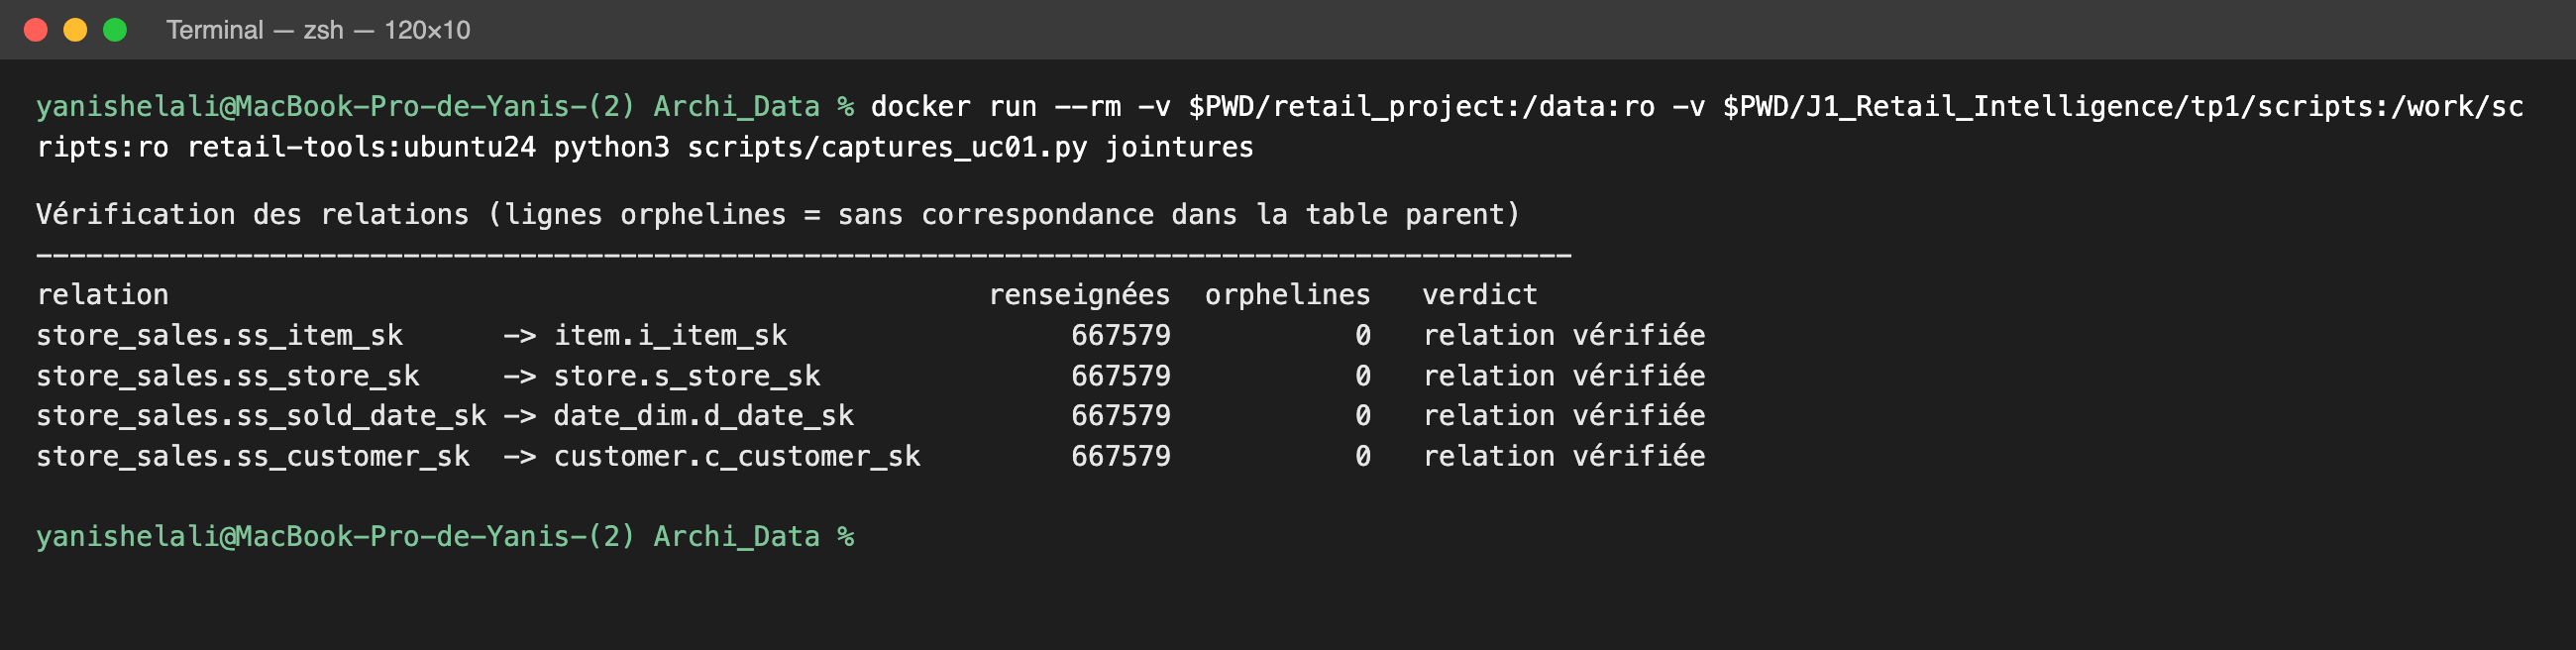 Terminal — zsh — 120×10
yanishelali@MacBook-Pro-de-Yanis-(2) Archi_Data % docker run --rm -v $PWD/retail_project:/data:ro -v $PWD/J1_Retail_Intelligence/tp1/scripts:/work/sc
ripts:ro retail-tools:ubuntu24 python3 scripts/captures_uc01.py jointures
Vérification des relations (lignes orphelines = sans correspondance dans la table parent)
--------------------------------------------------------------------------------------------
relation renseignées orphelines verdict
store_sales.ss_item_sk -> item.i_item_sk 667579 0 relation vérifiée
store_sales.ss_store_sk -> store.s_store_sk 667579 0 relation vérifiée
store_sales.ss_sold_date_sk -> date_dim.d_date_sk 667579 0 relation vérifiée
store_sales.ss_customer_sk -> customer.c_customer_sk 667579 0 relation vérifiée
yanishelali@MacBook-Pro-de-Yanis-(2) Archi_Data %